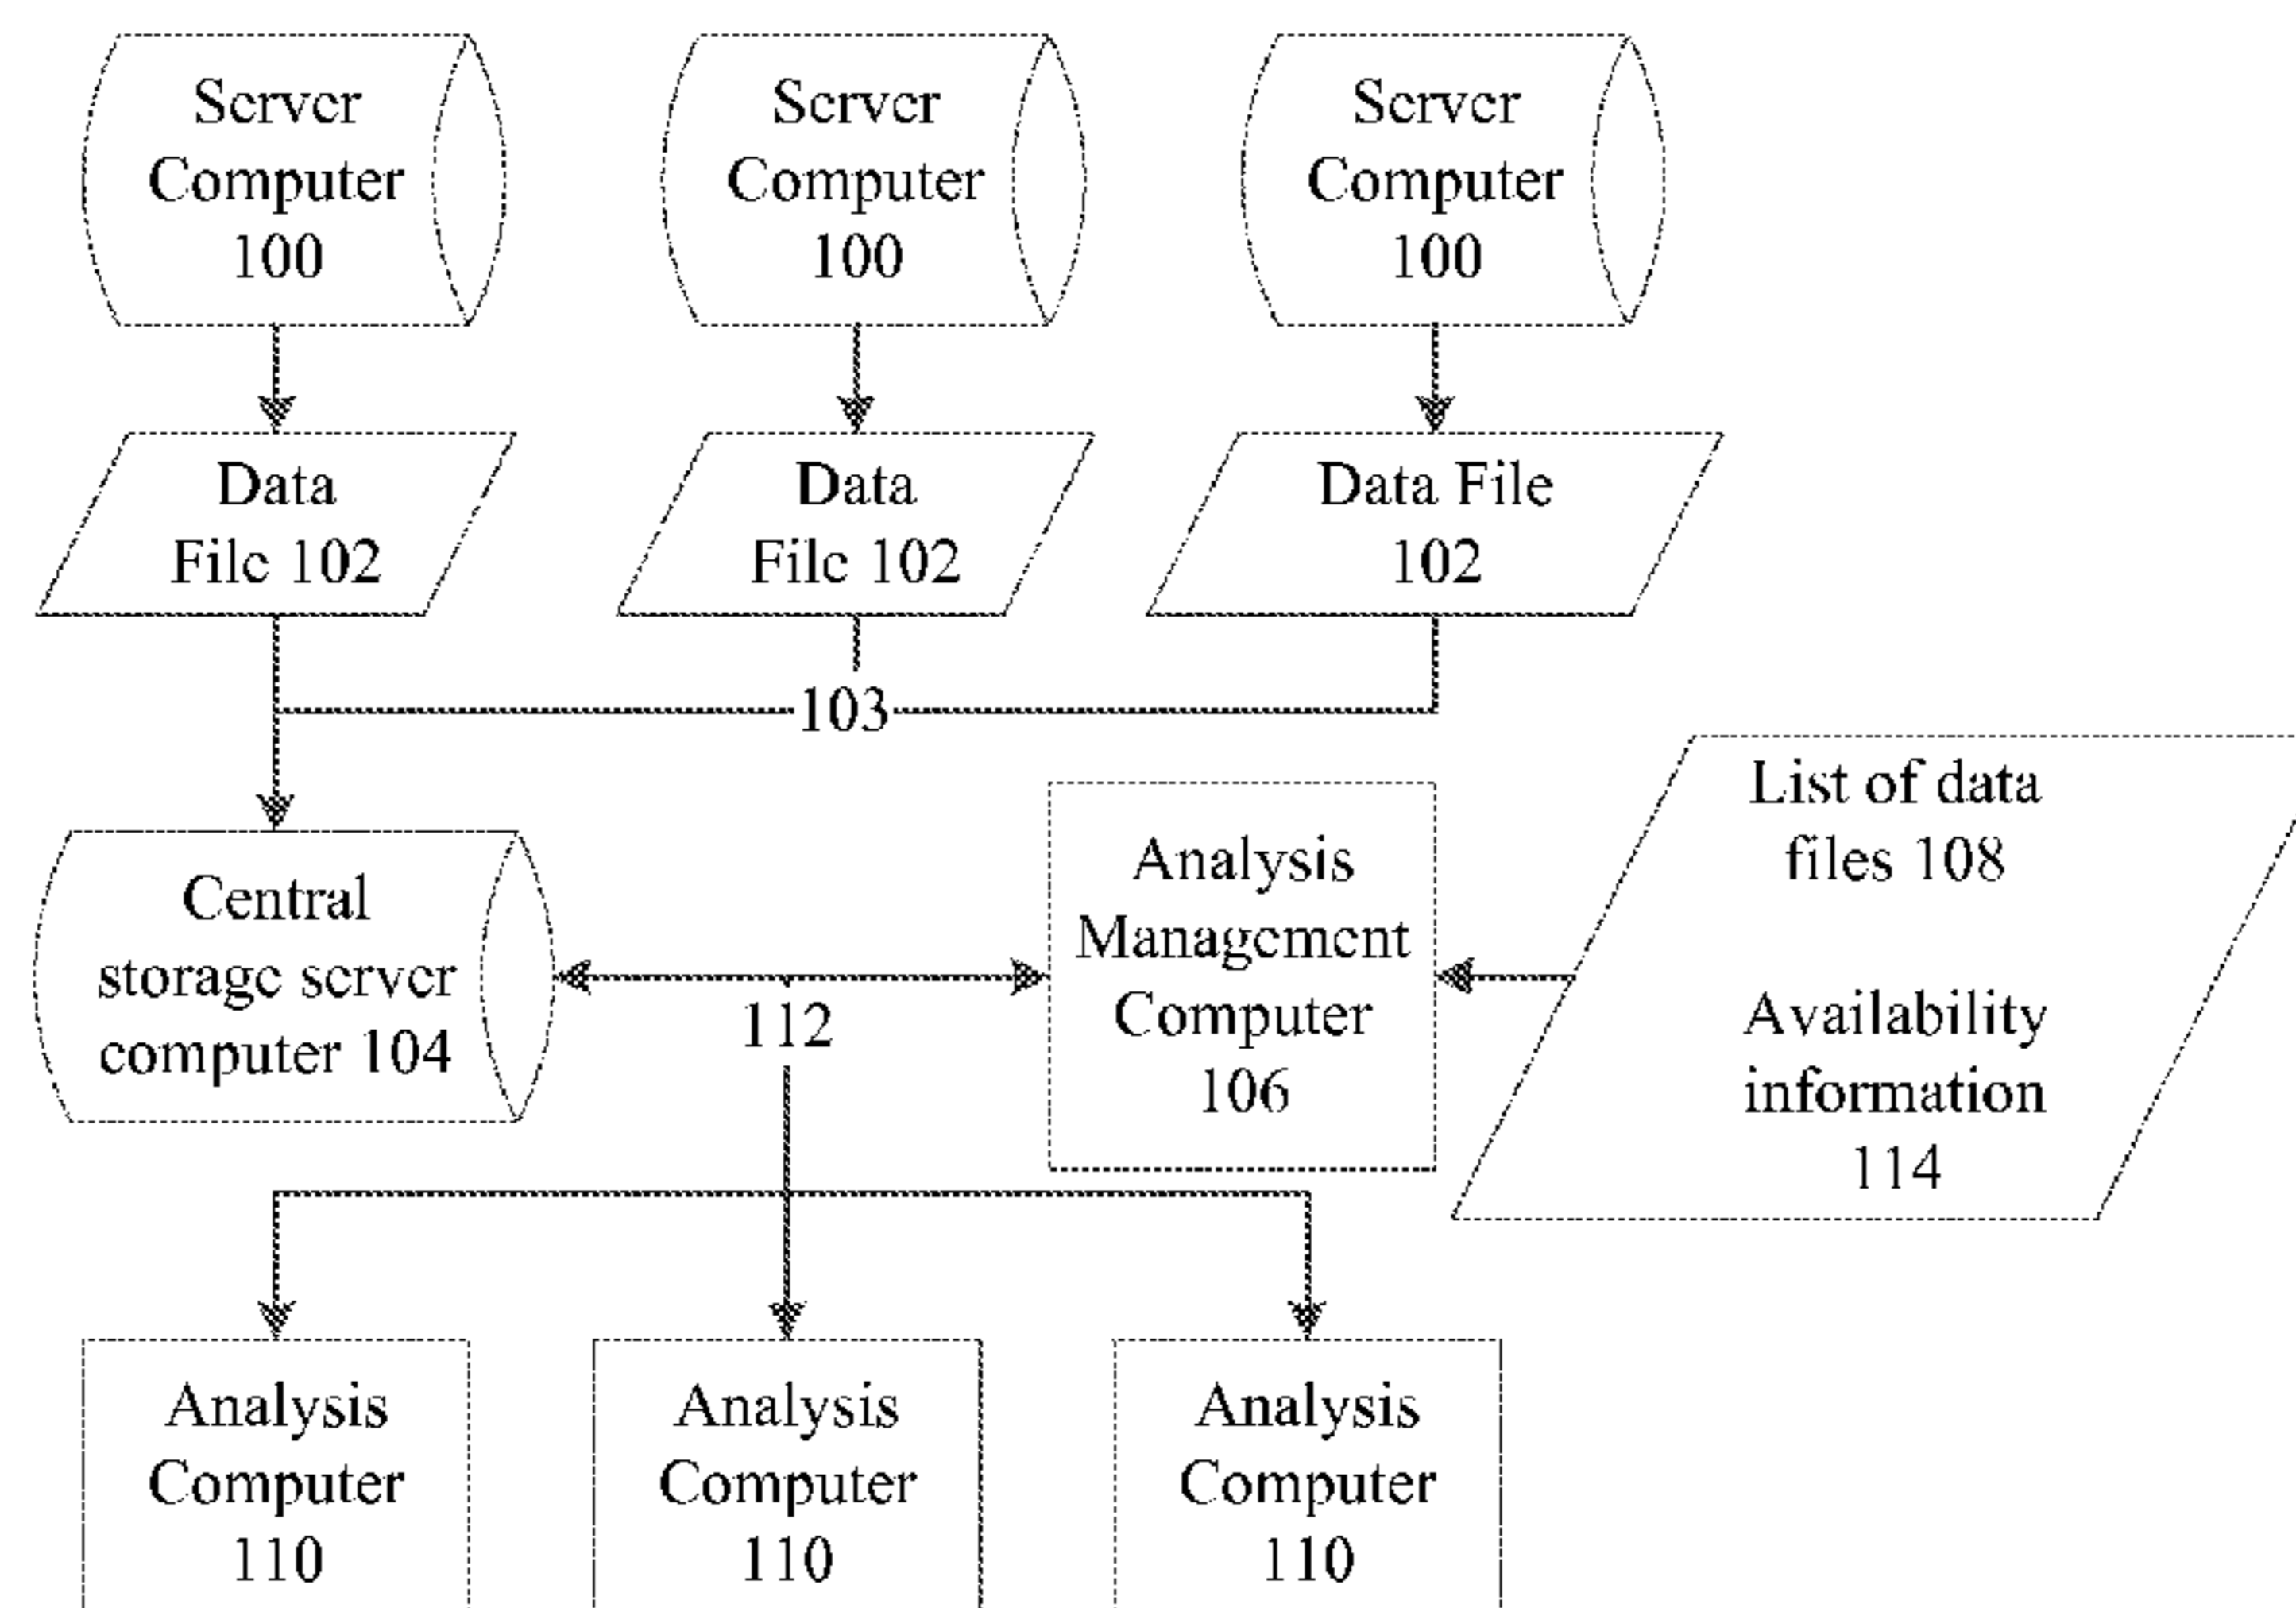 Server
Computer
100
Server
Computer
100
Server
Computer
100
Data
File 102
Data
File 102
Data File
102
103
Central
storage server
computer 104
112
Analysis
Management
Computer
106
List of data
files 108
Availability
information
114
Analysis
Computer
110
Analysis
Computer
110
Analysis
Computer
110